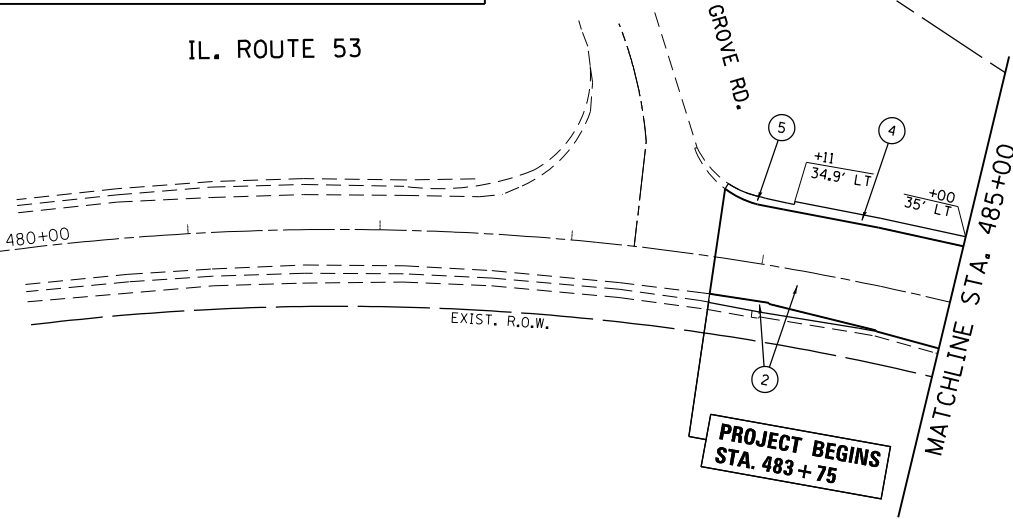 IL. ROUTE 53
GROVE RD.
5
4
+11
34.9' LT
+00
35' LT
480+00
EXIST. R.O.W.
2
MATCHLINE STA. 485+00
PROJECT BEGINS
STA. 483+75